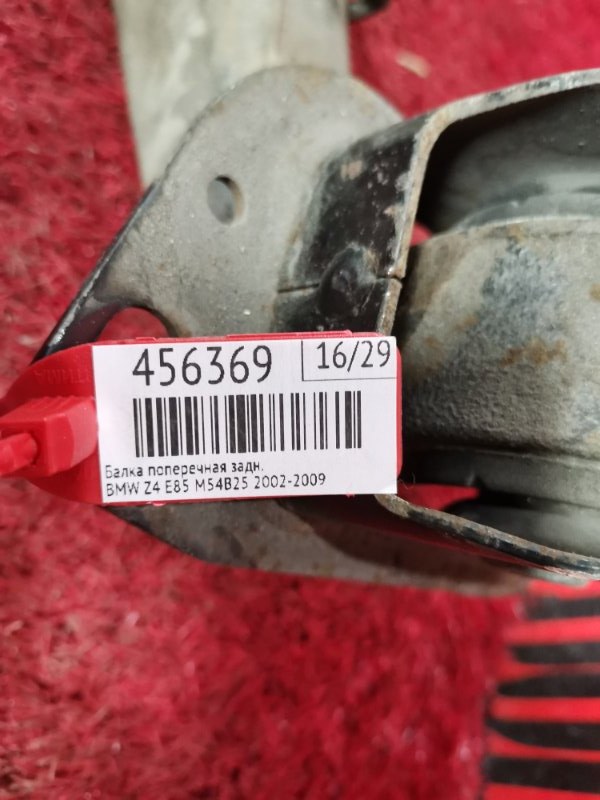 456369 16/29
Балка поперечная задн.
BMW Z4 E85 M54B25 2002-2009